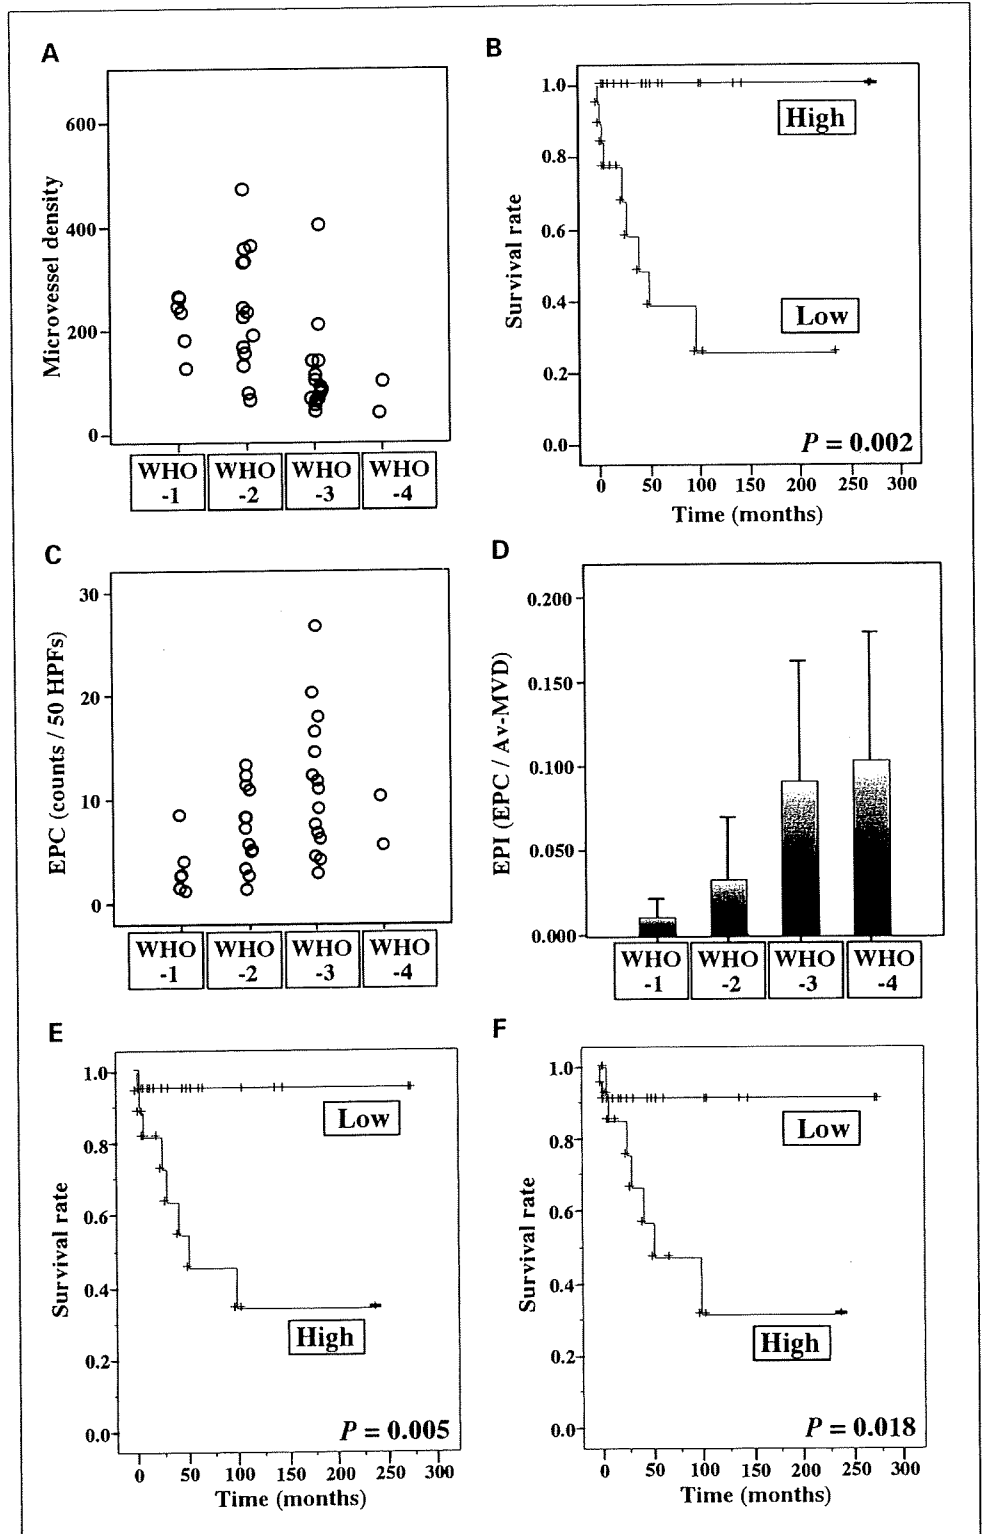 A
Microvessel density
600
400
200
0
WHO -1
WHO -2
WHO -3
WHO -4
B
Survival rate
1.0
0.8
0.6
0.4
0.2
0.0
High
Low
P = 0.002
0 50 100 150 200 250 300
Time (months)
C
EPC (counts / 50 HPFs)
30
20
10
0
WHO -1
WHO -2
WHO -3
WHO -4
D
EPI (EPC / Av-MVD)
0.200
0.150
0.100
0.050
0.000
WHO -1
WHO -2
WHO -3
WHO -4
E
Survival rate
1.0
0.8
0.6
0.4
0.2
0.0
Low
High
P = 0.005
0 50 100 150 200 250 300
Time (months)
F
Survival rate
1.0
0.8
0.6
0.4
0.2
0.0
Low
High
P = 0.018
0 50 100 150 200 250 300
Time (months)